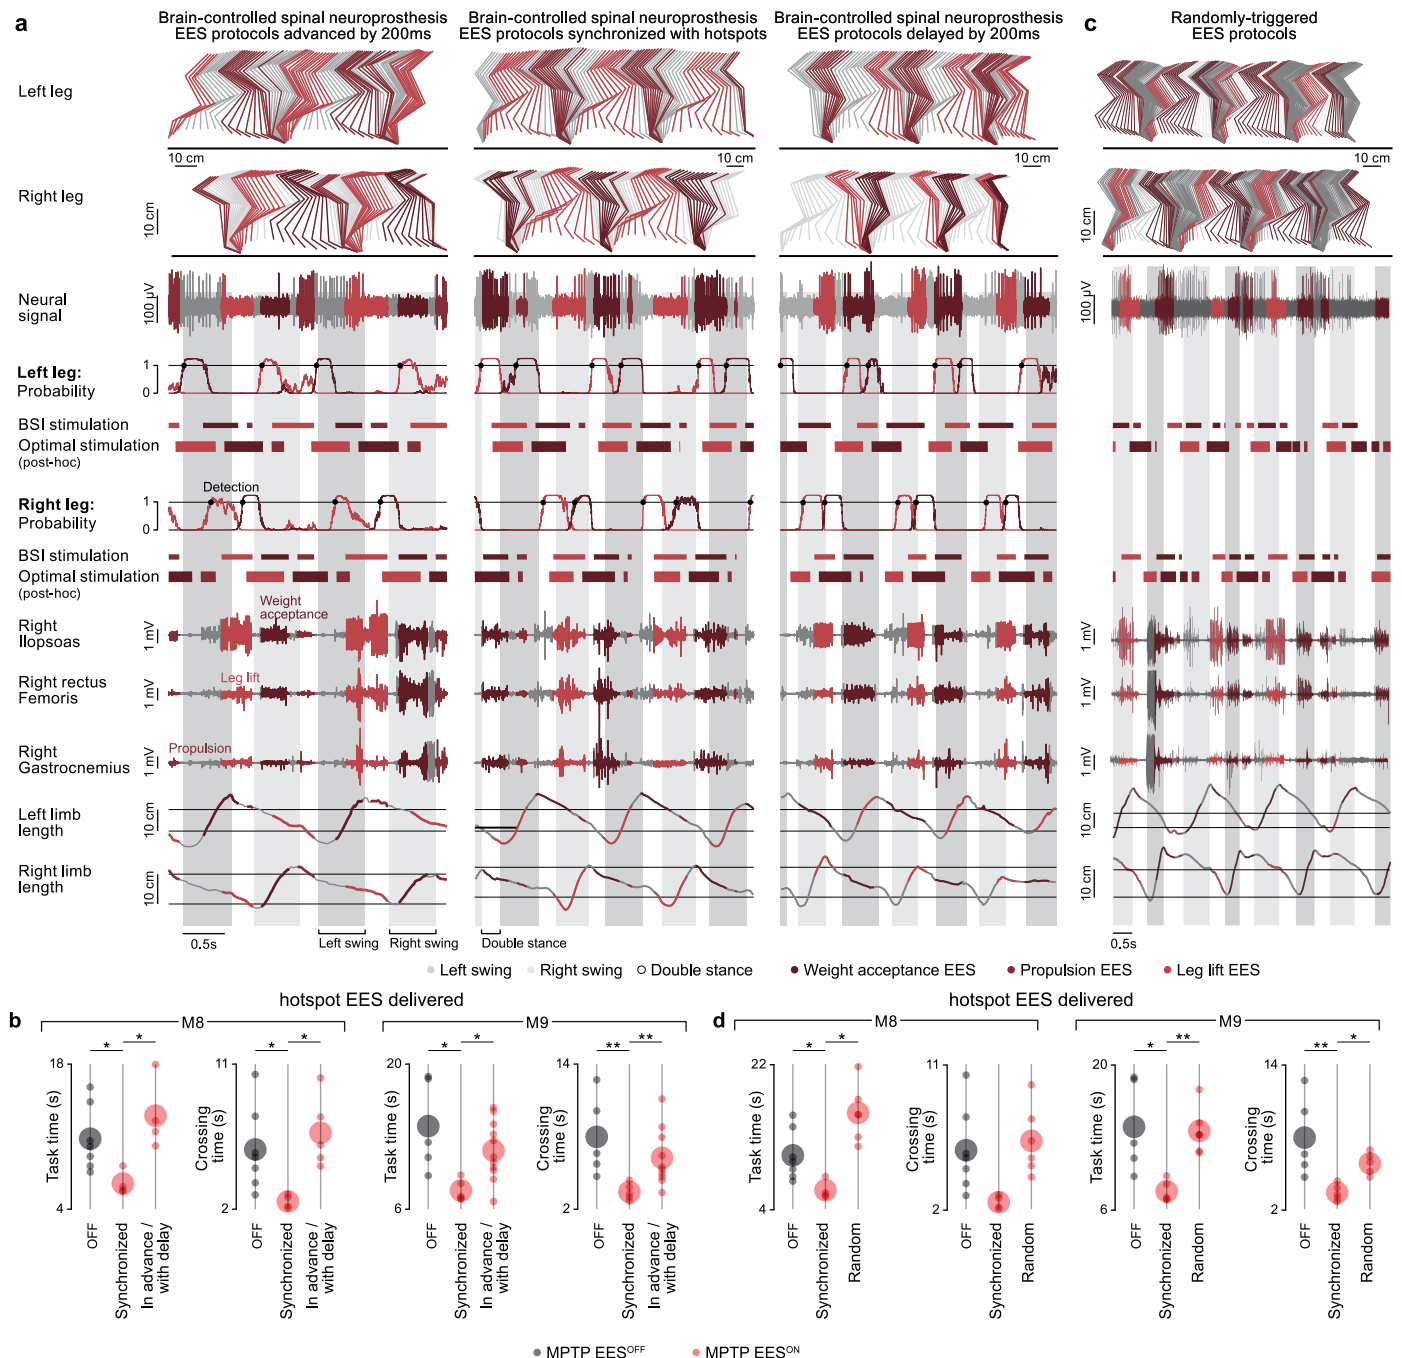 a
Brain-controlled spinal neuroprosthesis
EES protocols advanced by 200ms
Brain-controlled spinal neuroprosthesis
EES protocols synchronized with hotspots
Brain-controlled spinal neuroprosthesis
EES protocols delayed by 200ms
c
Randomly-triggered
EES protocols
Left leg
10 cm
10 cm
10 cm
10 cm
Right leg
10 cm
10 cm
Neural
signal
100 µV
100 µV
Left leg:
Probability
1
0
BSI stimulation
Optimal stimulation
(post-hoc)
Detection
Right leg:
Probability
1
0
BSI stimulation
Optimal stimulation
(post-hoc)
Weight
acceptance
Right
Ilopsoas
1 mV
1 mV
Leg lift
Right rectus
Femoris
1 mV
1 mV
Propulsion
Right
Gastrocnemius
1 mV
1 mV
Left limb
length
10 cm
10 cm
Right limb
length
10 cm
10 cm
0.5s
Left swing
Right swing
Double stance
0.5s
Left swing
Right swing
Double stance
Weight acceptance EES
Propulsion EES
Leg lift EES
b
hotspot EES delivered
M8
M9
* *
* *
* *
** **
18
Task time (s)
4
11
Crossing
time (s)
2
20
Task time (s)
6
14
Crossing
time (s)
2
OFF
Synchronized
In advance /
with delay
OFF
Synchronized
In advance /
with delay
OFF
Synchronized
In advance /
with delay
OFF
Synchronized
In advance /
with delay
d
hotspot EES delivered
M8
M9
* *
* **
** *
22
Task time (s)
4
11
Crossing
time (s)
2
20
Task time (s)
6
14
Crossing
time (s)
2
OFF
Synchronized
Random
OFF
Synchronized
Random
OFF
Synchronized
Random
OFF
Synchronized
Random
MPTP EES^OFF
MPTP EES^ON